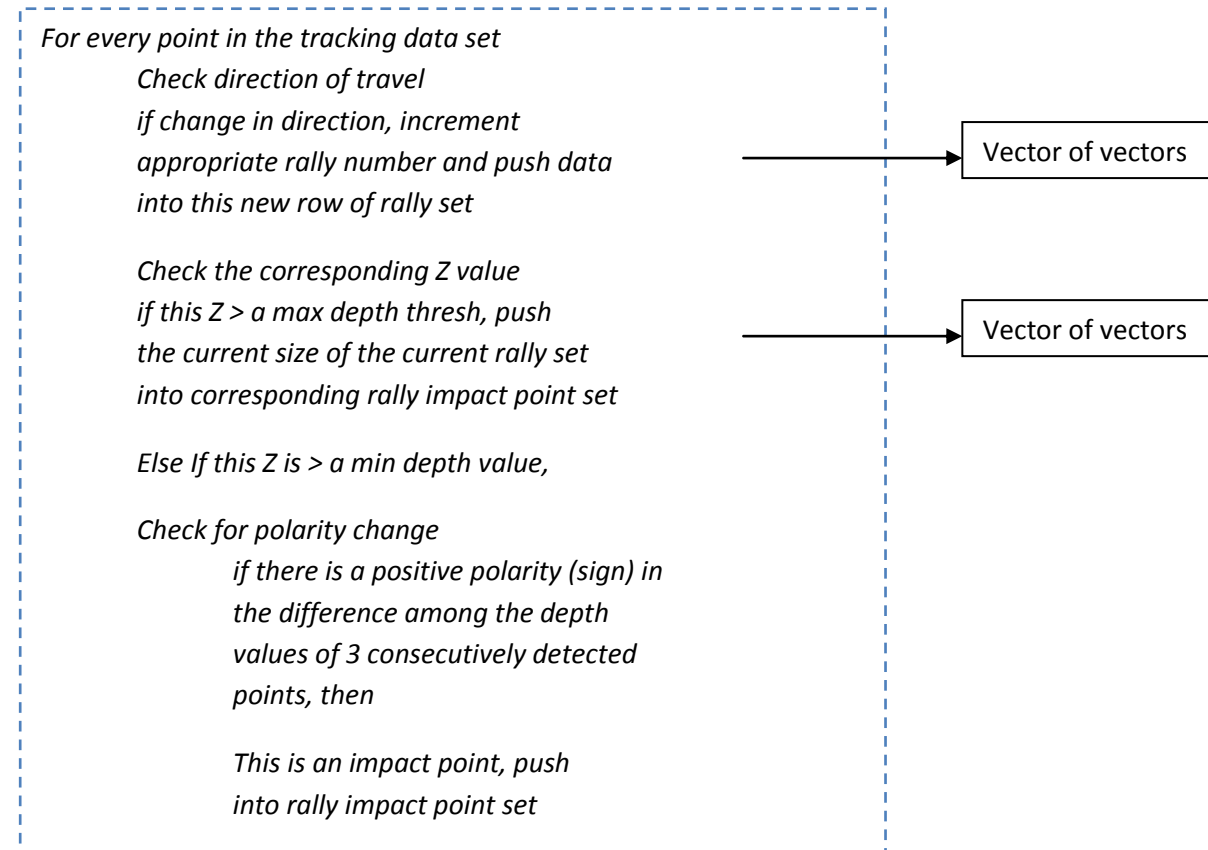 For every point in the tracking data set
Check direction of travel
if change in direction, increment
appropriate rally number and push data
into this new row of rally set
Vector of vectors
Check the corresponding Z value
if this Z > a max depth thresh, push
the current size of the current rally set
into corresponding rally impact point set
Vector of vectors
Else If this Z is > a min depth value,
Check for polarity change
if there is a positive polarity (sign) in
the difference among the depth
values of 3 consecutively detected
points, then
This is an impact point, push
into rally impact point set